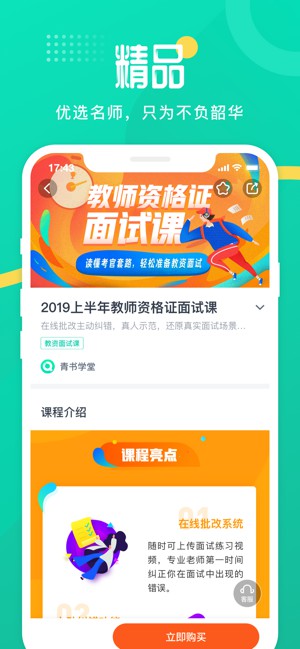 精品
优选名师，只为不负韶华
17:43
教师资格证
面试课
读懂考官套路，轻松准备教资面试
2019上半年教师资格证面试课
在线批改主动纠错，真人示范，还原真实面试场景...
教资面试课
青书学堂
课程介绍
课程亮点
01
在线批改系统
随时可上传面试练习视
频，专业老师第一时间
纠正你在面试中出现的
错误。
客服
02
立即购买